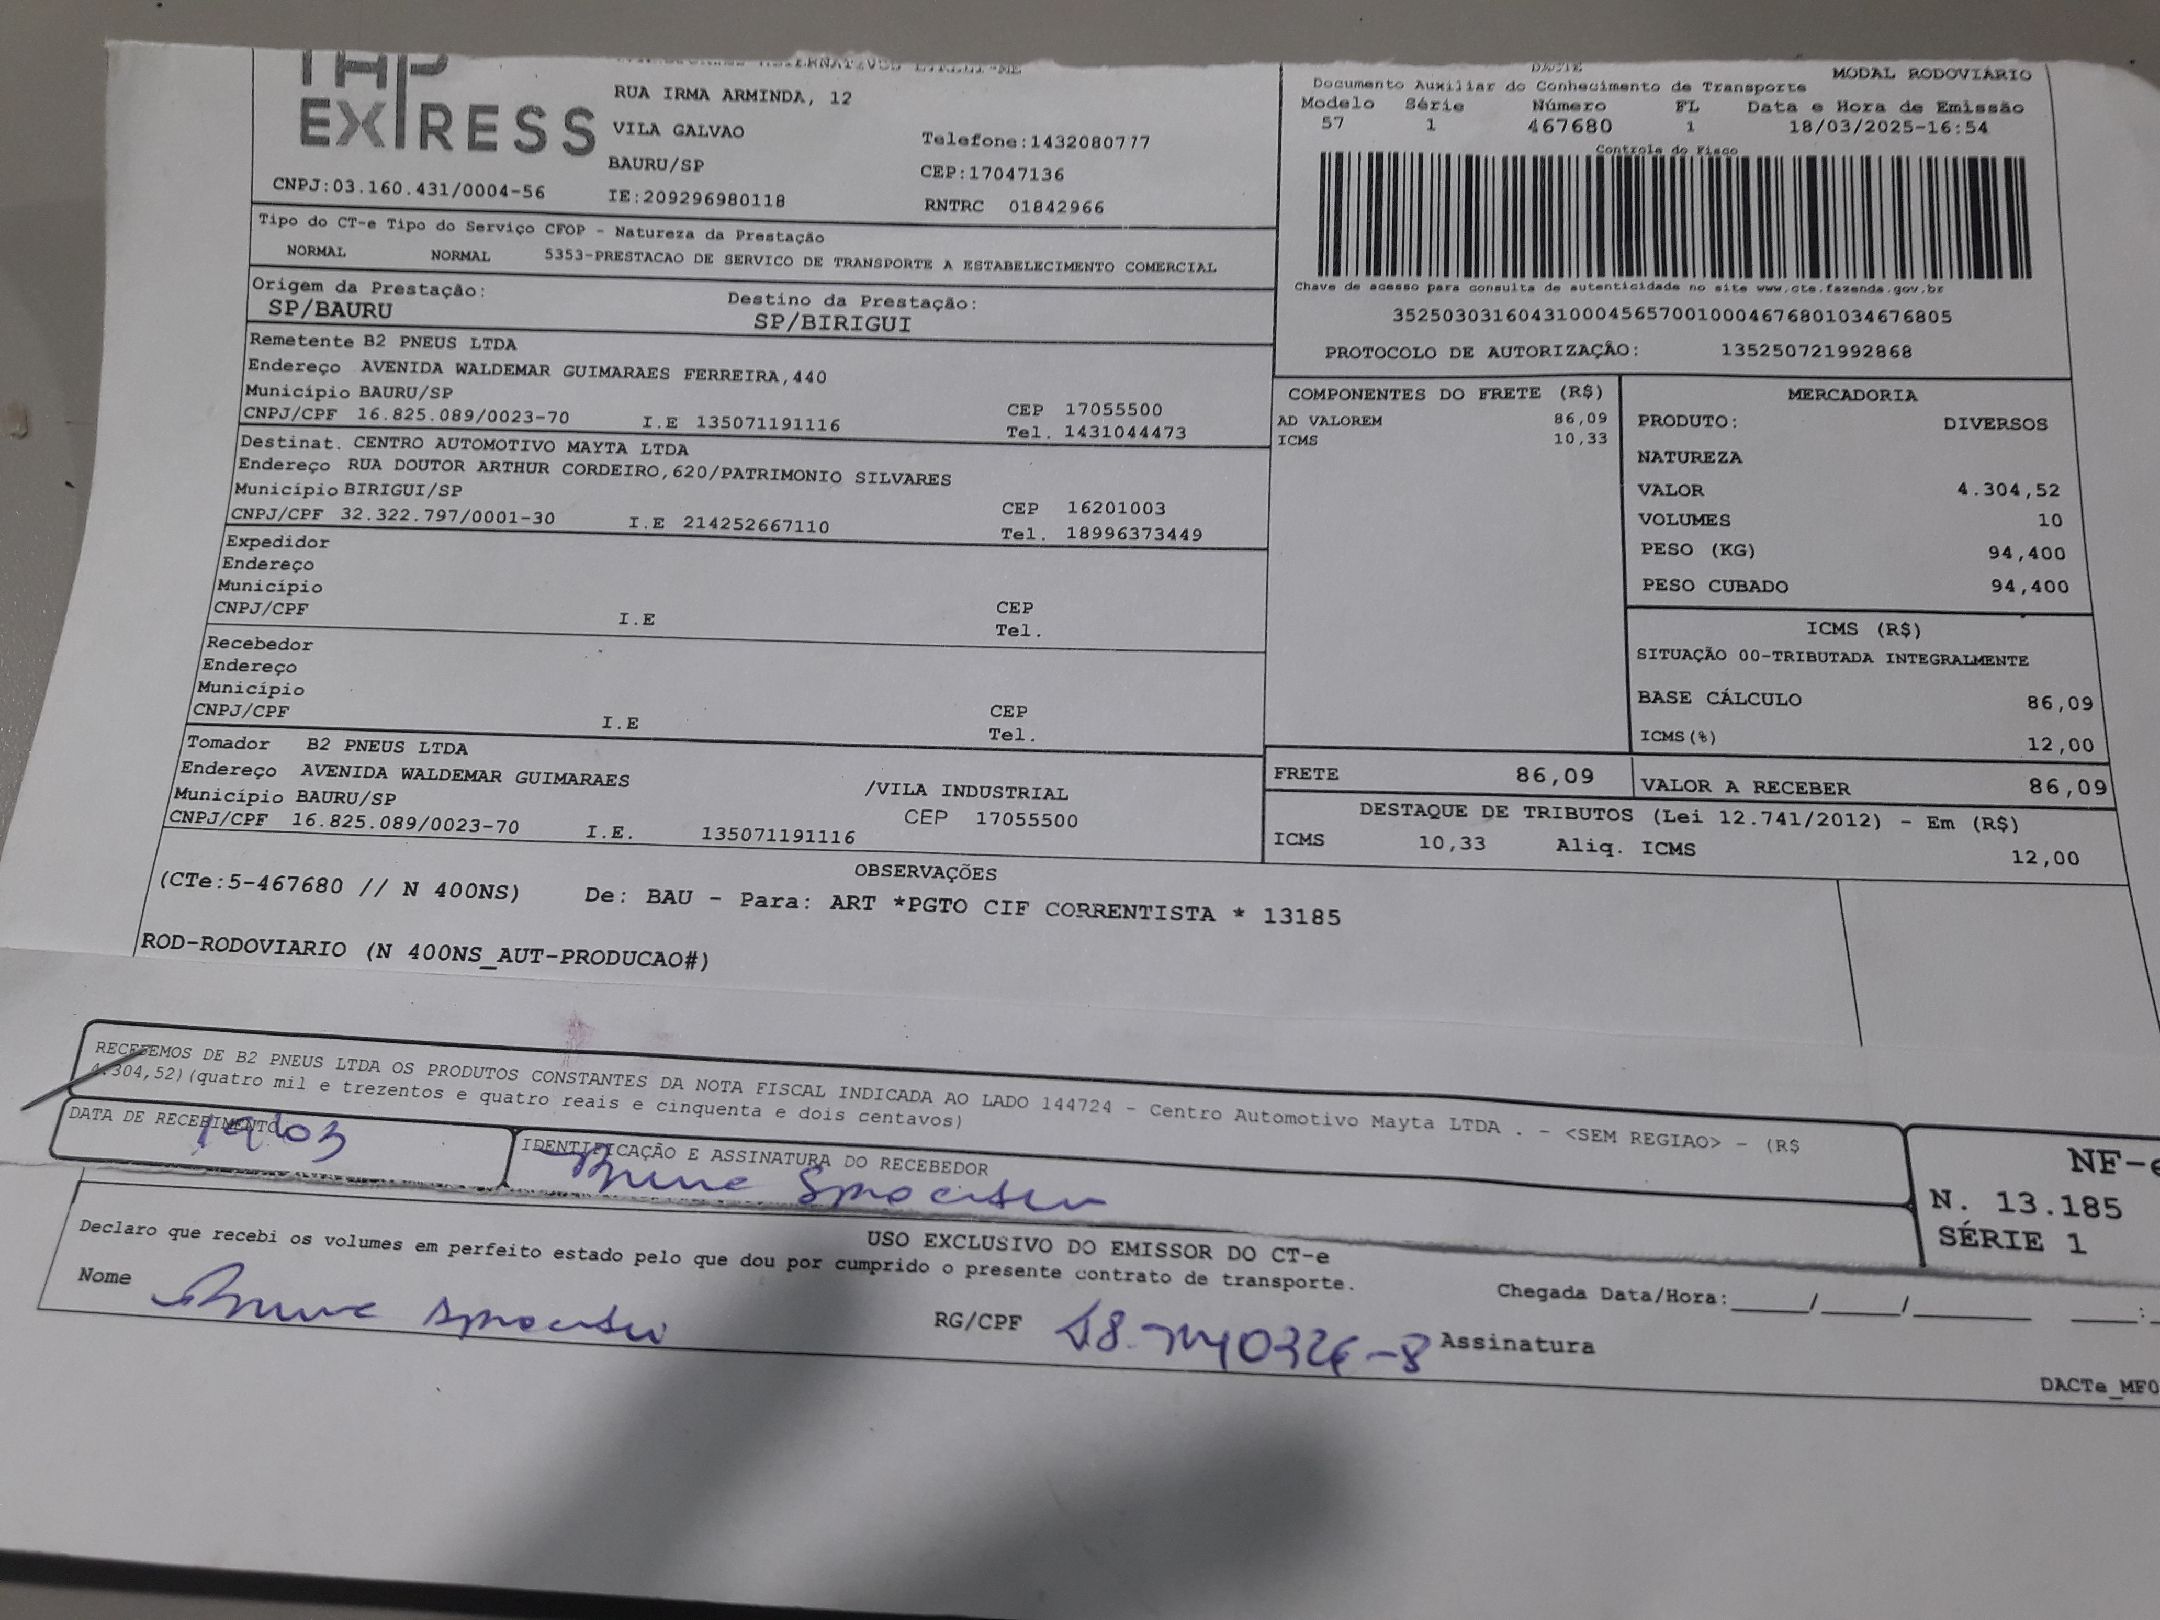 EXPRESS
RUA IRMA ARMINDA, 12
VILA GALVAO
Telefone:1432080777
BAURU/SP
CEP:17047136
CNPJ:03.160.431/0004-56
IE:209296980118
RNTRC 01842966
DACTE
MODAL RODOVIÁRIO
Documento Auxiliar do Conhecimento de Transporte
Modelo Série Número FL Data e Hora de Emissão
57 1 467680 1 18/03/2025-16:54
Controle do Fisco
Chave de acesso para consulta de autenticidade no site www.cte.fazenda.gov.br
35250303160431000456570010004676801034676805
PROTOCOLO DE AUTORIZAÇÃO: 135250721992868
Tipo do CT-e Tipo do Serviço CFOP - Natureza da Prestação
NORMAL NORMAL 5353-PRESTACAO DE SERVICO DE TRANSPORTE A ESTABELECIMENTO COMERCIAL
Origem da Prestação: Destino da Prestação:
SP/BAURU SP/BIRIGUI
Remetente B2 PNEUS LTDA
Endereço AVENIDA WALDEMAR GUIMARAES FERREIRA,440
Município BAURU/SP CEP 17055500
CNPJ/CPF 16.825.089/0023-70 I.E 135071191116 Tel. 1431044473
Destinat. CENTRO AUTOMOTIVO MAYTA LTDA
Endereço RUA DOUTOR ARTHUR CORDEIRO,620/PATRIMONIO SILVARES
Município BIRIGUI/SP CEP 16201003
CNPJ/CPF 32.322.797/0001-30 I.E 214252667110 Tel. 18996373449
Expedidor
Endereço
Município CEP
CNPJ/CPF I.E Tel.
Recebedor
Endereço
Município CEP
CNPJ/CPF I.E Tel.
Tomador B2 PNEUS LTDA
Endereço AVENIDA WALDEMAR GUIMARAES /VILA INDUSTRIAL
Município BAURU/SP CEP 17055500
CNPJ/CPF 16.825.089/0023-70 I.E. 135071191116
COMPONENTES DO FRETE (R$)
AD VALOREM 86,09
ICMS 10,33
MERCADORIA
PRODUTO: DIVERSOS
NATUREZA
VALOR 4.304,52
VOLUMES 10
PESO (KG) 94,400
PESO CUBADO 94,400
ICMS (R$)
SITUAÇÃO 00-TRIBUTADA INTEGRALMENTE
BASE CÁLCULO 86,09
ICMS(%) 12,00
FRETE 86,09 VALOR A RECEBER 86,09
DESTAQUE DE TRIBUTOS (Lei 12.741/2012) - Em (R$)
ICMS 10,33 Aliq. ICMS 12,00
OBSERVAÇÕES
(CTe:5-467680 // N 400NS) De: BAU - Para: ART *PGTO CIF CORRENTISTA * 13185
ROD-RODOVIARIO (N 400NS_AUT-PRODUCAO#)
RECEBEMOS DE B2 PNEUS LTDA OS PRODUTOS CONSTANTES DA NOTA FISCAL INDICADA AO LADO 144724 - Centro Automotivo Mayta LTDA . - <SEM REGIAO> - (R$
4.304,52)(quatro mil e trezentos e quatro reais e cinquenta e dois centavos)
DATA DE RECEBIMENTO
19/03
IDENTIFICAÇÃO E ASSINATURA DO RECEBEDOR
NF-e
N. 13.185
SÉRIE 1
USO EXCLUSIVO DO EMISSOR DO CT-e
Declaro que recebi os volumes em perfeito estado pelo que dou por cumprido o presente contrato de transporte.
Nome RG/CPF Assinatura
Chegada Data/Hora:____/____/______ ___:
DACTe_MF0